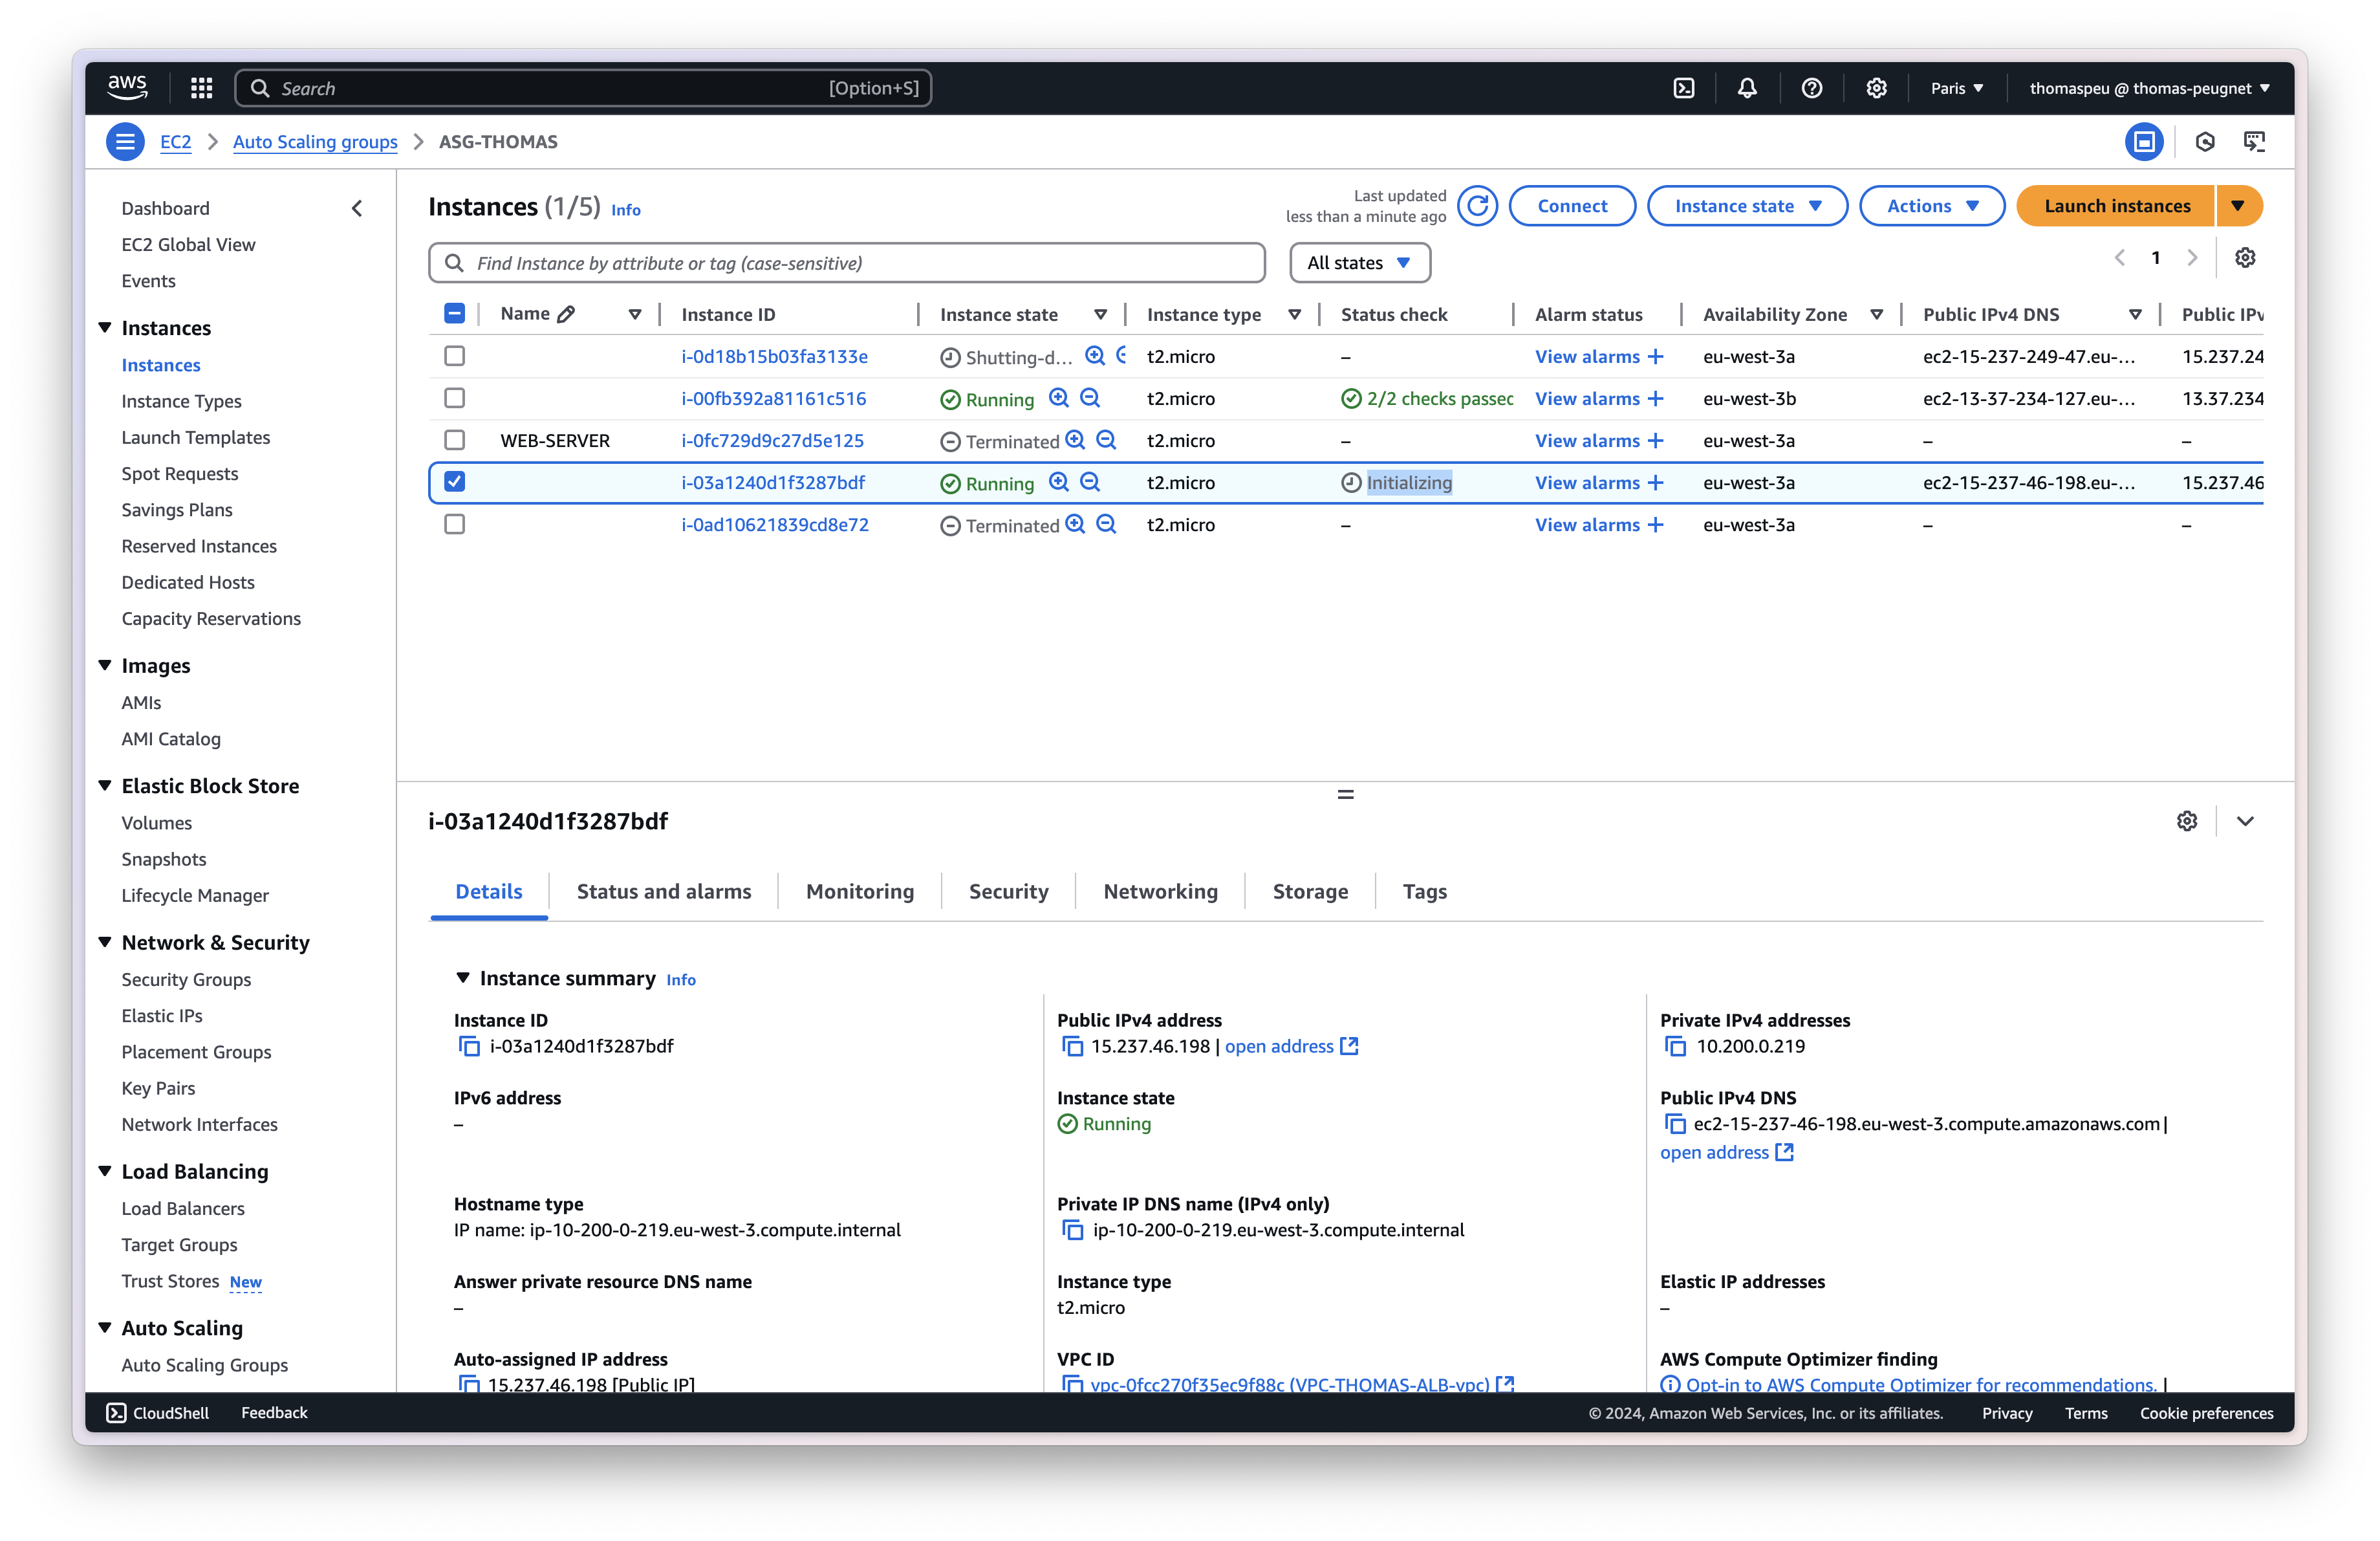 aws
Search [Option+S]
Paris
thomaspeu @ thomas-peugnet
EC2 Auto Scaling groups ASG-THOMAS
Dashboard
EC2 Global View
Events
Instances
Instances
Instance Types
Launch Templates
Spot Requests
Savings Plans
Reserved Instances
Dedicated Hosts
Capacity Reservations
Images
AMIs
AMI Catalog
Elastic Block Store
Volumes
Snapshots
Lifecycle Manager
Network & Security
Security Groups
Elastic IPs
Placement Groups
Key Pairs
Network Interfaces
Load Balancing
Load Balancers
Target Groups
Trust Stores New
Auto Scaling
Auto Scaling Groups
Instances (1/5) Info
Last updated
less than a minute ago
Connect
Instance state
Actions
Launch instances
Find Instance by attribute or tag (case-sensitive)
All states
1
Name Instance ID Instance state Instance type Status check Alarm status Availability Zone Public IPv4 DNS Public IPv
i-0d18b15b03fa3133e Shutting-d... t2.micro – View alarms + eu-west-3a ec2-15-237-249-47.eu-... 15.237.24
i-00fb392a81161c516 Running t2.micro 2/2 checks passec View alarms + eu-west-3b ec2-13-37-234-127.eu-... 13.37.234
WEB-SERVER i-0fc729d9c27d5e125 Terminated t2.micro – View alarms + eu-west-3a – –
i-03a1240d1f3287bdf Running t2.micro Initializing View alarms + eu-west-3a ec2-15-237-46-198.eu-... 15.237.46
i-0ad10621839cd8e72 Terminated t2.micro – View alarms + eu-west-3a – –
i-03a1240d1f3287bdf
Details Status and alarms Monitoring Security Networking Storage Tags
Instance summary Info
Instance ID
i-03a1240d1f3287bdf
Public IPv4 address
15.237.46.198 | open address
Private IPv4 addresses
10.200.0.219
IPv6 address
–
Instance state
Running
Public IPv4 DNS
ec2-15-237-46-198.eu-west-3.compute.amazonaws.com |
open address
Hostname type
IP name: ip-10-200-0-219.eu-west-3.compute.internal
Private IP DNS name (IPv4 only)
ip-10-200-0-219.eu-west-3.compute.internal
Answer private resource DNS name
–
Instance type
t2.micro
Elastic IP addresses
–
Auto-assigned IP address
15.237.46.198 [Public IP]
VPC ID
vpc-0fcc270f35ec9f88c (VPC-THOMAS-ALB-vpc)
AWS Compute Optimizer finding
Opt-in to AWS Compute Optimizer for recommendations. |
CloudShell Feedback
© 2024, Amazon Web Services, Inc. or its affiliates. Privacy Terms Cookie preferences